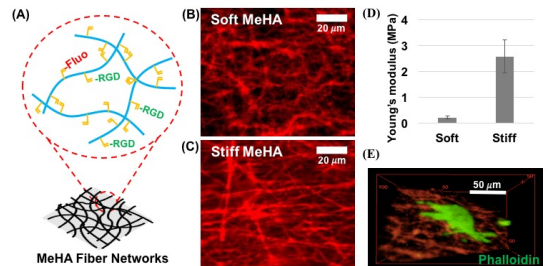 (A)
-Fluo
-RGD
-RGD
-RGD
MeHA Fiber Networks
(B)
Soft MeHA
20 μm
(C)
Stiff MeHA
20 μm
(D)
Young's modulus (MPa)
4
3
2
1
0
Soft
Stiff
(E)
50 μm
Phalloidin